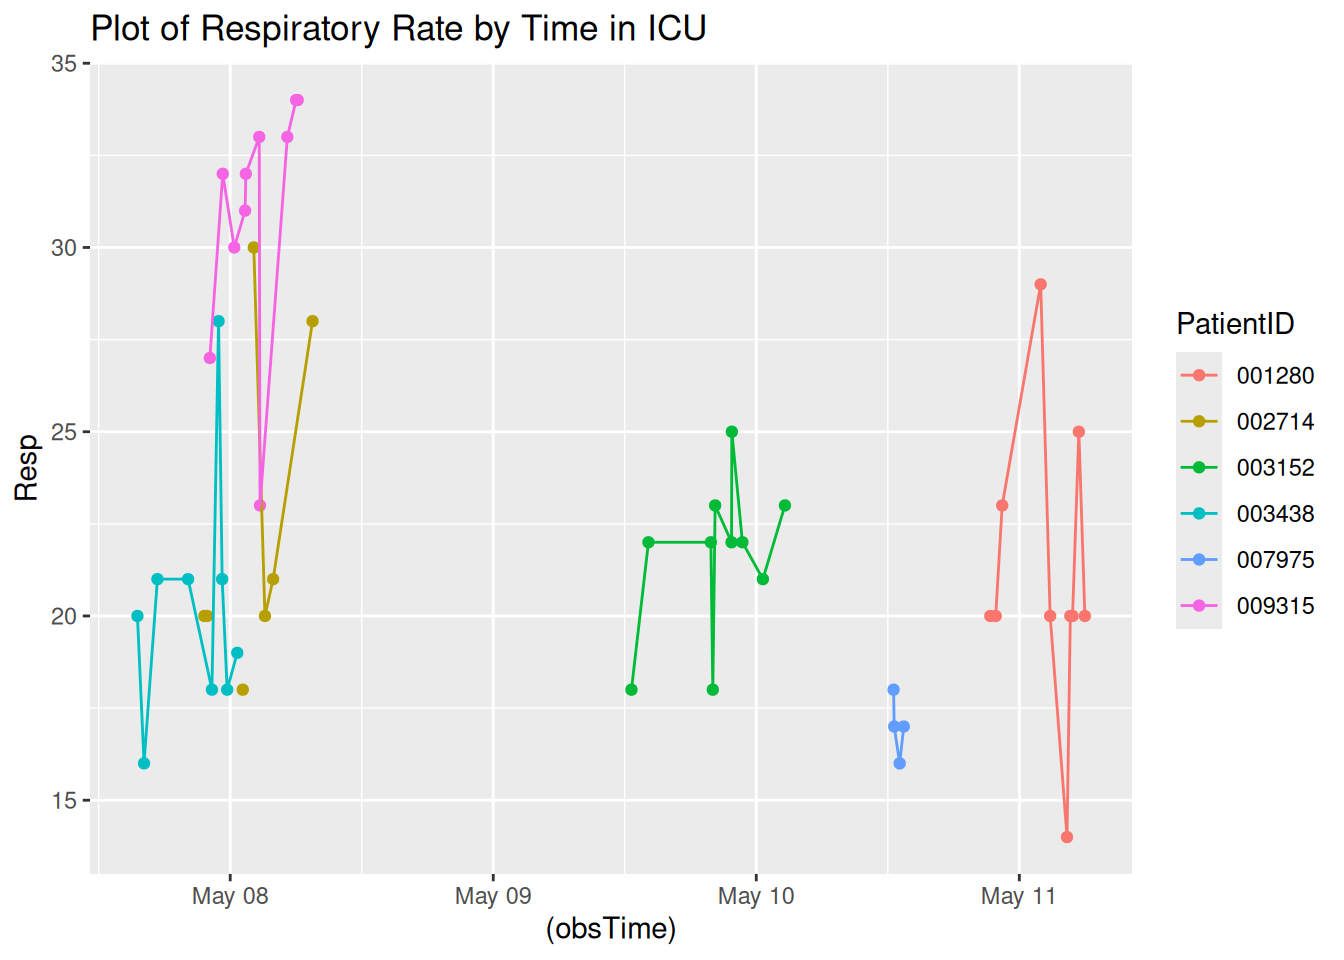 Plot of Respiratory Rate by Time in ICU
35
30
25
20
15
Resp
May 08
May 09
May 10
May 11
(obsTime)
PatientID
001280
002714
003152
003438
007975
009315